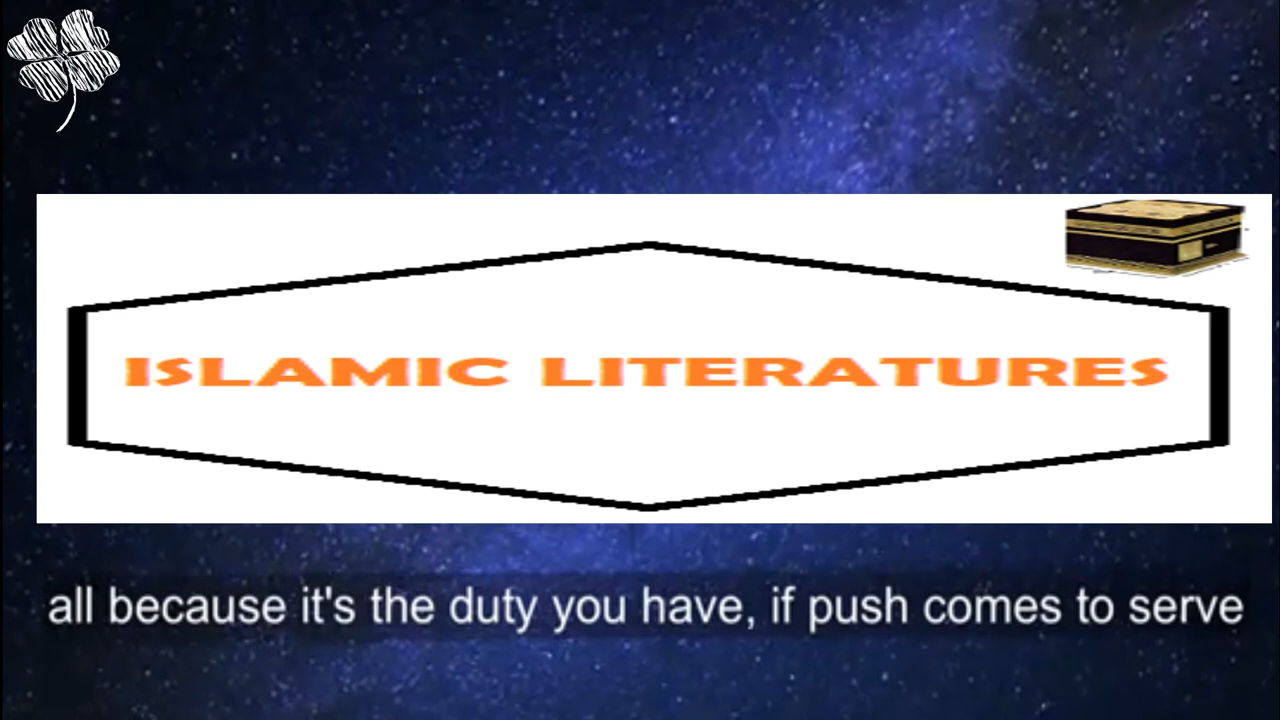 ISLAMIC LITERATURES
all because it's the duty you have, if push comes to serve